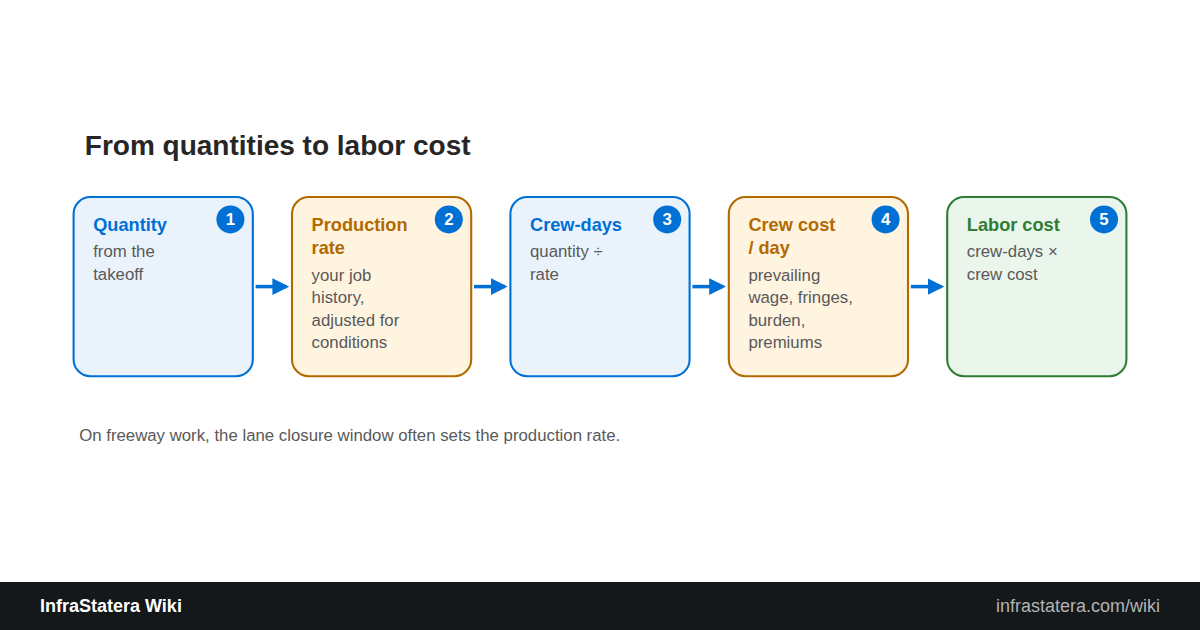 From quantities to labor cost
Quantity
1
from the
takeoff
Production
rate
2
your job
history,
adjusted for
conditions
Crew-days
3
quantity ÷
rate
Crew cost
/ day
4
prevailing
wage, fringes,
burden,
premiums
Labor cost
5
crew-days ×
crew cost
On freeway work, the lane closure window often sets the production rate.
InfraStatera Wiki
infrastatera.com/wiki